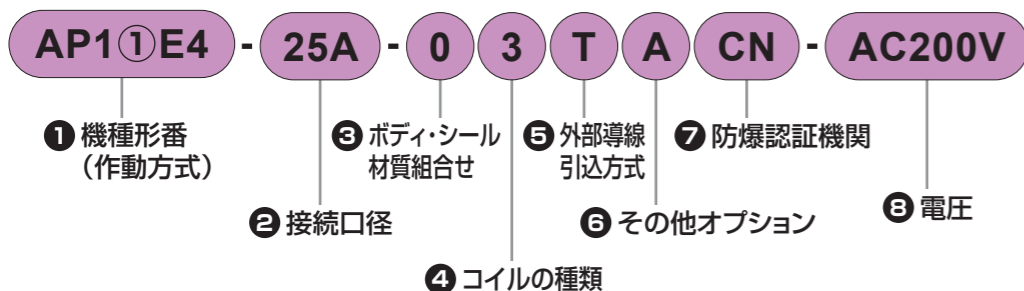 AP1①E4 - 25A - 0 3 T A CN - AC200V
❶ 機種形番
(作動方式)
❸ ボディ・シール
材質組合せ
❺ 外部導線
引込方式
❼ 防爆認証機関
❷ 接続口径
❻ その他オプション
❽ 電圧
❹ コイルの種類